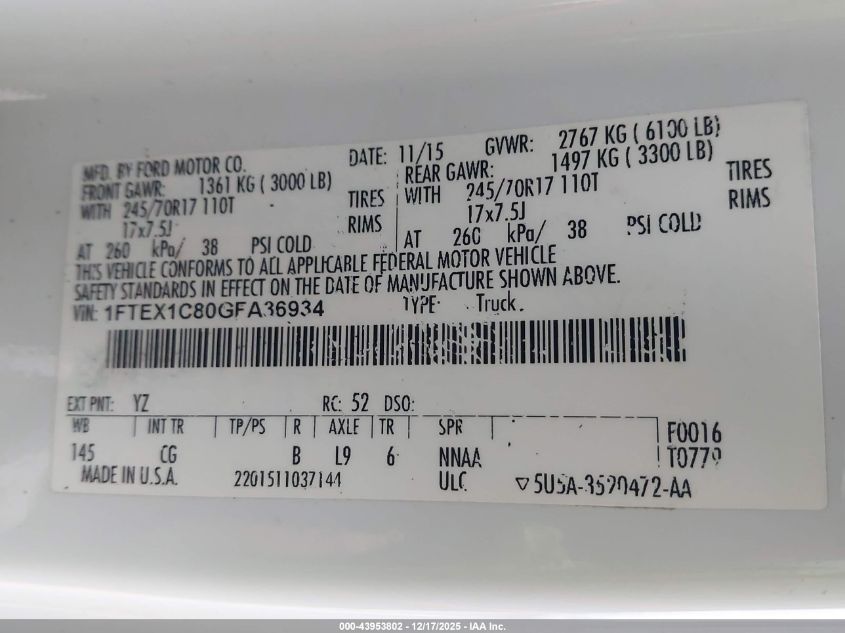 MFD. BY FORD MOTOR CO. DATE: 11/15 GVWR: 2767 KG ( 6100 LB)
FRONT GAWR: 1361 KG ( 3000 LB) REAR GAWR: 1497 KG ( 3300 LB)
WITH 245/70R17 110T TIRES WITH 245/70R17 110T TIRES
17x7.5J RIMS 17x7.5J RIMS
AT 260 kPa/ 38 PSI COLD AT 260 kPa/ 38 PSI COLD
THIS VEHICLE CONFORMS TO ALL APPLICABLE FEDERAL MOTOR VEHICLE
SAFETY STANDARDS IN EFFECT ON THE DATE OF MANUFACTURE SHOWN ABOVE.
VIN: 1FTEX1C80GFA36934 TYPE: Truck.
EXT PNT: YZ RC: 52 DSO:
WB INT TR TP/PS R AXLE TR SPR F0016
145 CG B L9 6 NNAA T0779
MADE IN U.S.A. 2201511037144 ULC 5U5A-3520472-AA
000-43953802 - 12/17/2025 - IAA Inc.